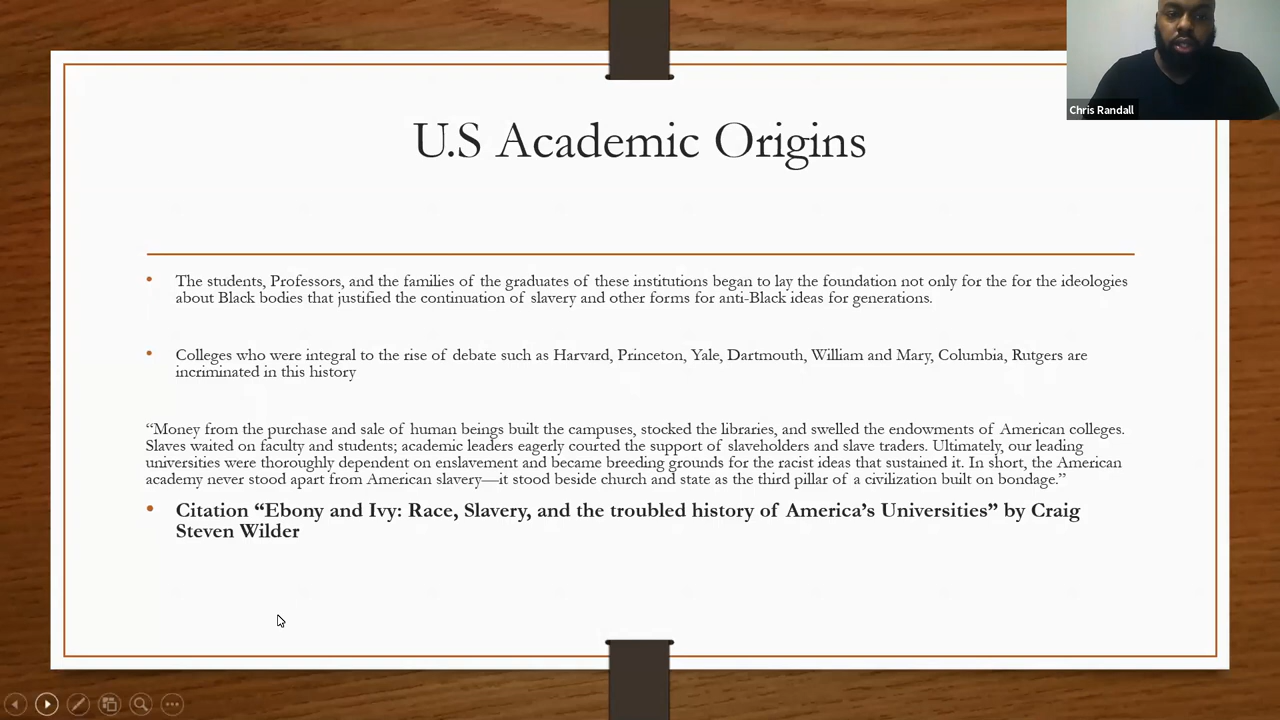 Chris Randall
U.S Academic Origins
• The students, Professors, and the families of the graduates of these institutions began to lay the foundation not only for the for the ideologies
about Black bodies that justified the continuation of slavery and other forms for anti-Black ideas for generations.
• Colleges who were integral to the rise of debate such as Harvard, Princeton, Yale, Dartmouth, William and Mary, Columbia, Rutgers are
incriminated in this history
“Money from the purchase and sale of human beings built the campuses, stocked the libraries, and swelled the endowments of American colleges.
Slaves waited on faculty and students; academic leaders eagerly courted the support of slaveholders and slave traders. Ultimately, our leading
universities were thoroughly dependent on enslavement and became breeding grounds for the racist ideas that sustained it. In short, the American
academy never stood apart from American slavery—it stood beside church and state as the third pillar of a civilization built on bondage.”
• Citation “Ebony and Ivy: Race, Slavery, and the troubled history of America’s Universities” by Craig
Steven Wilder